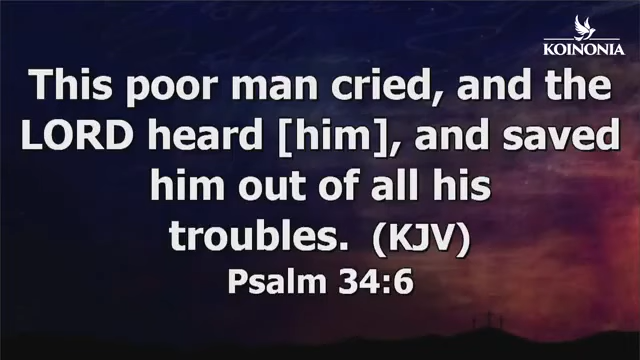 KOINONIA
This poor man cried, and the
LORD heard [him], and saved
him out of all his
troubles. (KJV)
Psalm 34:6